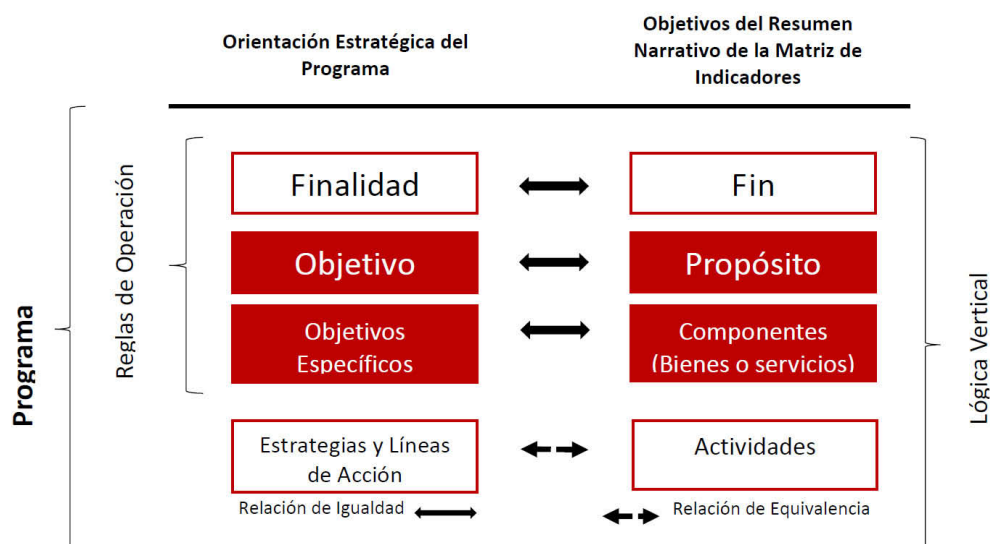 Orientación Estratégica del
Programa
Objetivos del Resumen
Narrativo de la Matriz de
Indicadores
Programa
Reglas de Operación
Finalidad
Fin
Objetivo
Propósito
Objetivos
Específicos
Componentes
(Bienes o servicios)
Estrategias y Líneas
de Acción
Actividades
Relación de Igualdad
Relación de Equivalencia
Lógica Vertical